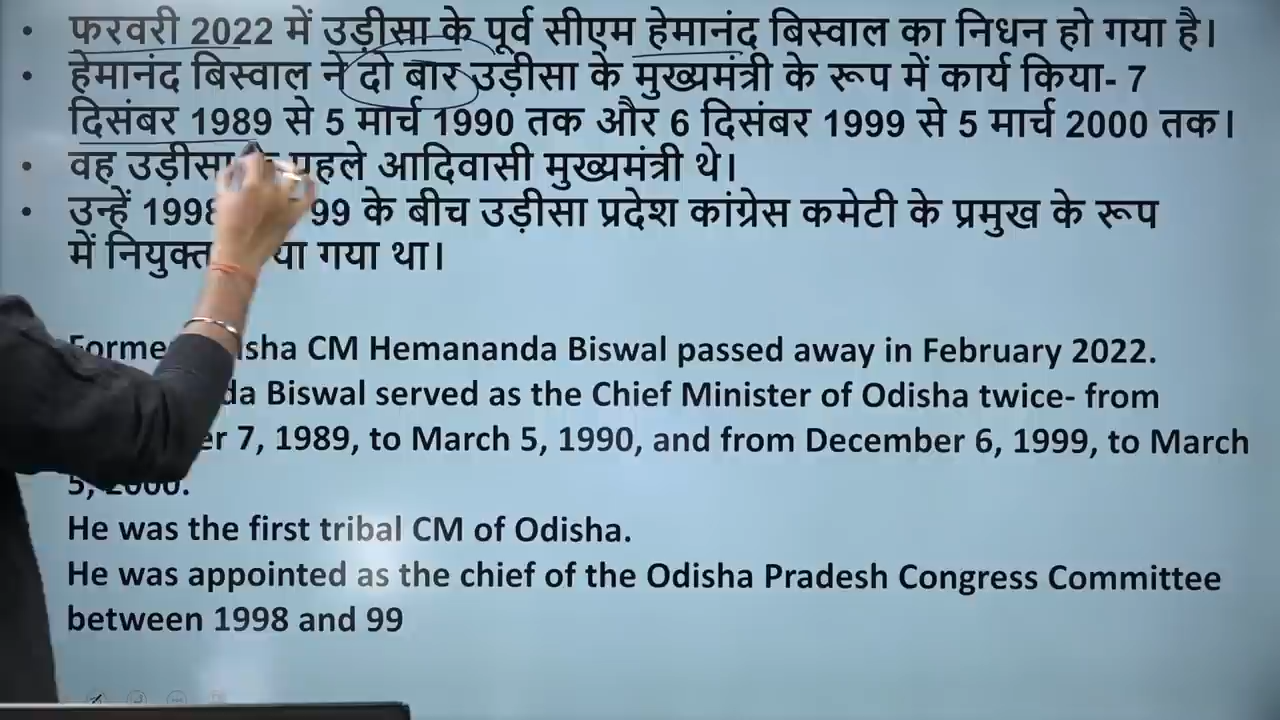 फरवरी 2022 में उड़ीसा के पूर्व सीएम हेमानंद बिस्वाल का निधन हो गया है।
हेमानंद बिस्वाल ने दो बार उड़ीसा के मुख्यमंत्री के रूप में कार्य किया- 7
दिसंबर 1989 से 5 मार्च 1990 तक और 6 दिसंबर 1999 से 5 मार्च 2000 तक।
वह उड़ीसा पहले आदिवासी मुख्यमंत्री थे।
उन्हें 1998 99 के बीच उड़ीसा प्रदेश कांग्रेस कमेटी के प्रमुख के रूप
में नियुक्त गया था।
CM Hemananda Biswal passed away in February 2022.
Biswal served as the Chief Minister of Odisha twice- from
7, 1989, to March 5, 1990, and from December 6, 1999, to March
5, 2000.
He was the first tribal CM of Odisha.
He was appointed as the chief of the Odisha Pradesh Congress Committee
between 1998 and 99